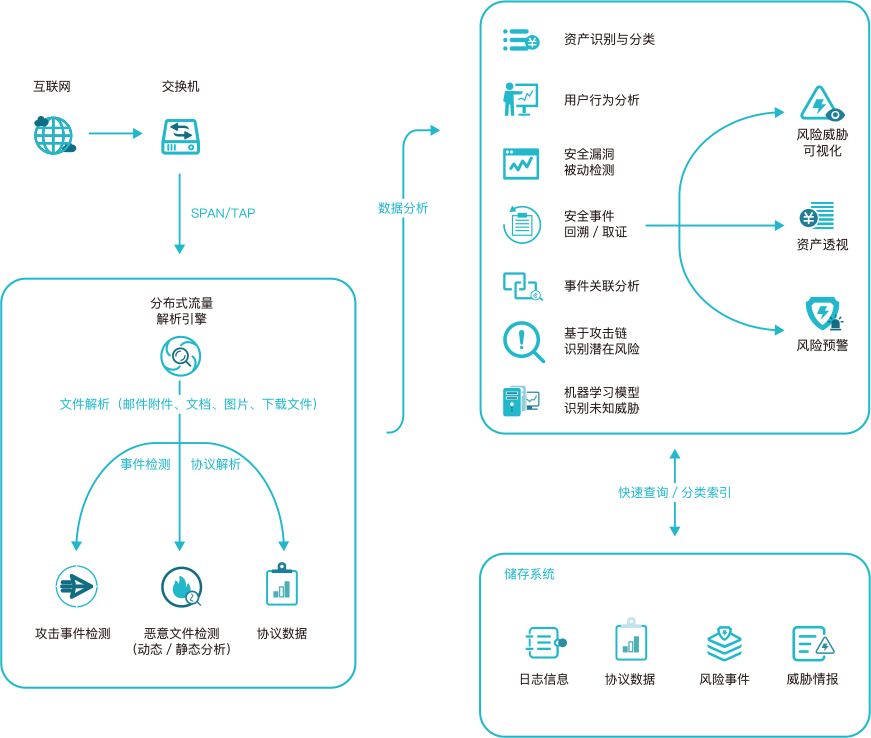 互联网
交换机
SPAN/TAP
分布式流量
解析引擎
文件解析（邮件附件、文档、图片、下载文件）
事件检测
协议解析
攻击事件检测
恶意文件检测
(动态 / 静态分析)
协议数据
数据分析
资产识别与分类
用户行为分析
安全漏洞
被动检测
安全事件
回溯 / 取证
事件关联分析
基于攻击链
识别潜在风险
机器学习模型
识别未知威胁
风险威胁
可视化
资产透视
风险预警
快速查询 / 分类索引
储存系统
日志信息
协议数据
风险事件
威胁情报